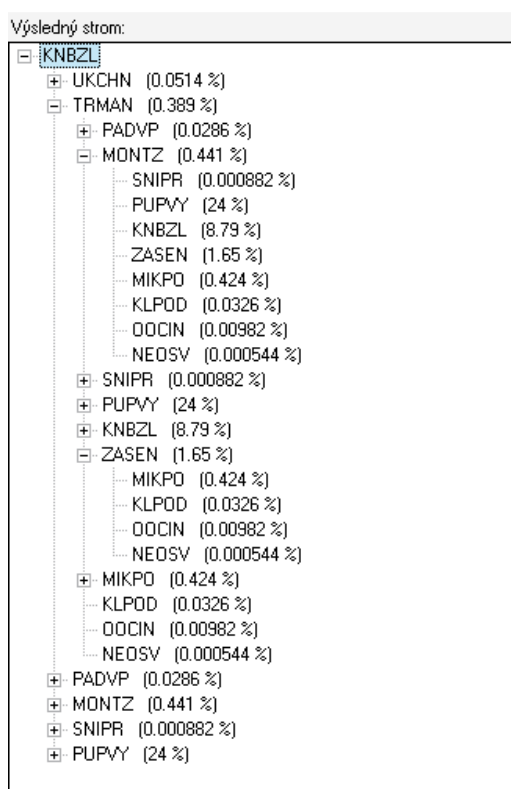 Výsledný strom:
KNBZL
UKCHN (0.0514 %)
TRMAN (0.389 %)
PADVP (0.0286 %)
MONTZ (0.441 %)
SNIPR (0.000882 %)
PUPVY (24 %)
KNBZL (8.79 %)
ZASEN (1.65 %)
MIKPO (0.424 %)
KLPOD (0.0326 %)
OOCIN (0.00982 %)
NEOSV (0.000544 %)
SNIPR (0.000882 %)
PUPVY (24 %)
KNBZL (8.79 %)
ZASEN (1.65 %)
MIKPO (0.424 %)
KLPOD (0.0326 %)
OOCIN (0.00982 %)
NEOSV (0.000544 %)
MIKPO (0.424 %)
KLPOD (0.0326 %)
OOCIN (0.00982 %)
NEOSV (0.000544 %)
PADVP (0.0286 %)
MONTZ (0.441 %)
SNIPR (0.000882 %)
PUPVY (24 %)